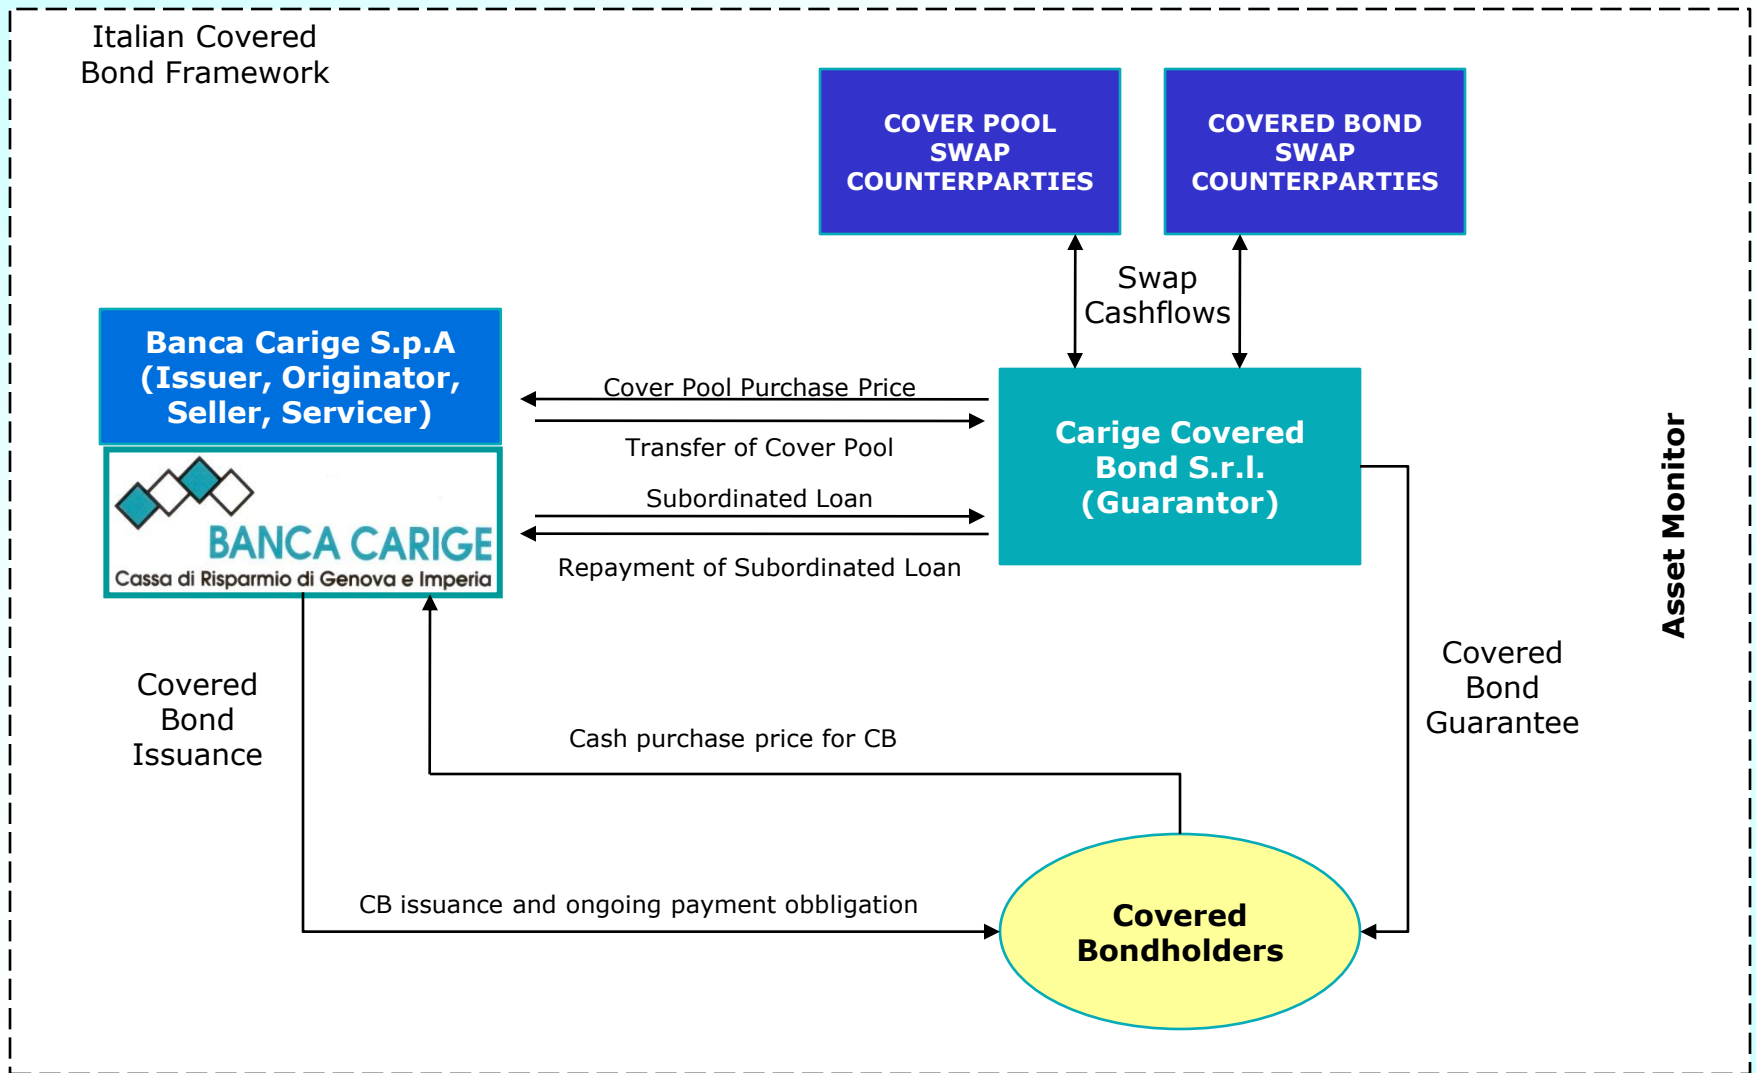 Italian Covered
Bond Framework
COVER POOL
SWAP
COUNTERPARTIES
COVERED BOND
SWAP
COUNTERPARTIES
Swap
Cashflows
Banca Carige S.p.A
(Issuer, Originator,
Seller, Servicer)
BANCA CARIGE
Cassa di Risparmio di Genova e Imperia
Cover Pool Purchase Price
Transfer of Cover Pool
Subordinated Loan
Repayment of Subordinated Loan
Carige Covered
Bond S.r.l.
(Guarantor)
Asset Monitor
Covered
Bond
Issuance
Covered
Bond
Guarantee
Cash purchase price for CB
CB issuance and ongoing payment obbligation
Covered
Bondholders